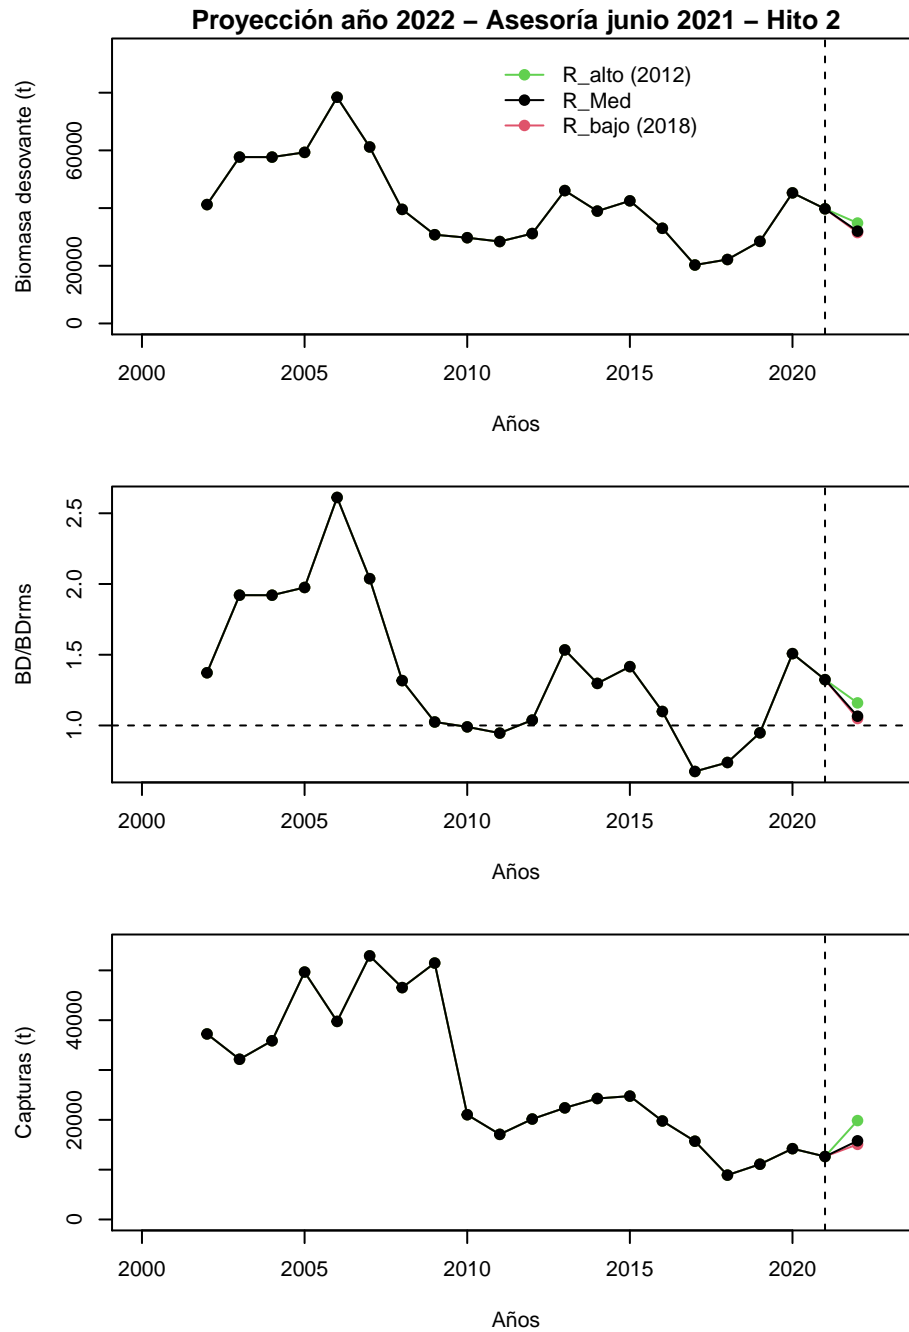 Proyección año 2022 − Asesoría junio 2021 − Hito 2
Biomasa desovante (t)
60000
20000
0
R_alto (2012)
R_Med
R_bajo (2018)
2000 2005 2010 2015 2020
Años
BD/BDrms
2.5
2.0
1.5
1.0
2000 2005 2010 2015 2020
Años
Capturas (t)
40000
20000
0
2000 2005 2010 2015 2020
Años